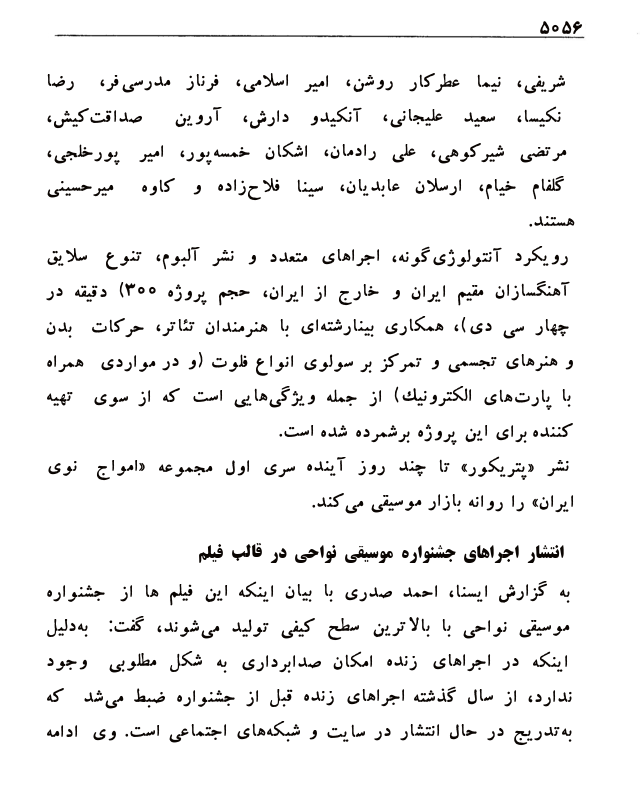 ۵۰۵۶
شریفی، نیما عطرکار روشن، امیر اسلامی، فرناز مدرسی‌فر، رضا
نکیسا، سعید علیجانی، آنکیدو دارش، آروین صداقت‌کیش،
مرتضی شیرکوهی، علی رادمان، اشکان خمسه‌پور، امیر پورخلجی،
گلفام خیام، ارسلان عابدیان، سینا فلاح‌زاده و کاوه میرحسینی
هستند.
رویکرد آنتولوژی‌گونه، اجراهای متعدد و نشر آلبوم، تنوع سلایق
آهنگسازان مقیم ایران و خارج از ایران، حجم پروژه ۳۰۰) دقیقه در
چهار سی دی)، همکاری بینارشته‌ای با هنرمندان تئاتر، حرکات بدن
و هنرهای تجسمی و تمرکز بر سولوی انواع فلوت (و در مواردی همراه
با پارت‌های الکترونیك) از جمله ویژگی‌هایی است که از سوی تهیه
کننده برای این پروژه برشمرده شده است.
نشر «پتریکور» تا چند روز آینده سری اول مجموعه «امواج نوی
ایران» را روانه بازار موسیقی می‌کند.
انتشار اجراهای جشنواره موسیقی نواحی در قالب فیلم
به گزارش ایسنا، احمد صدری با بیان اینکه این فیلم ها از جشنواره
موسیقی نواحی با بالاترین سطح کیفی تولید می‌شوند، گفت: به‌دلیل
اینکه در اجراهای زنده امکان صدابرداری به شکل مطلوبی وجود
ندارد، از سال گذشته اجراهای زنده قبل از جشنواره ضبط می‌شد که
به‌تدریج در حال انتشار در سایت و شبکه‌های اجتماعی است. وی ادامه